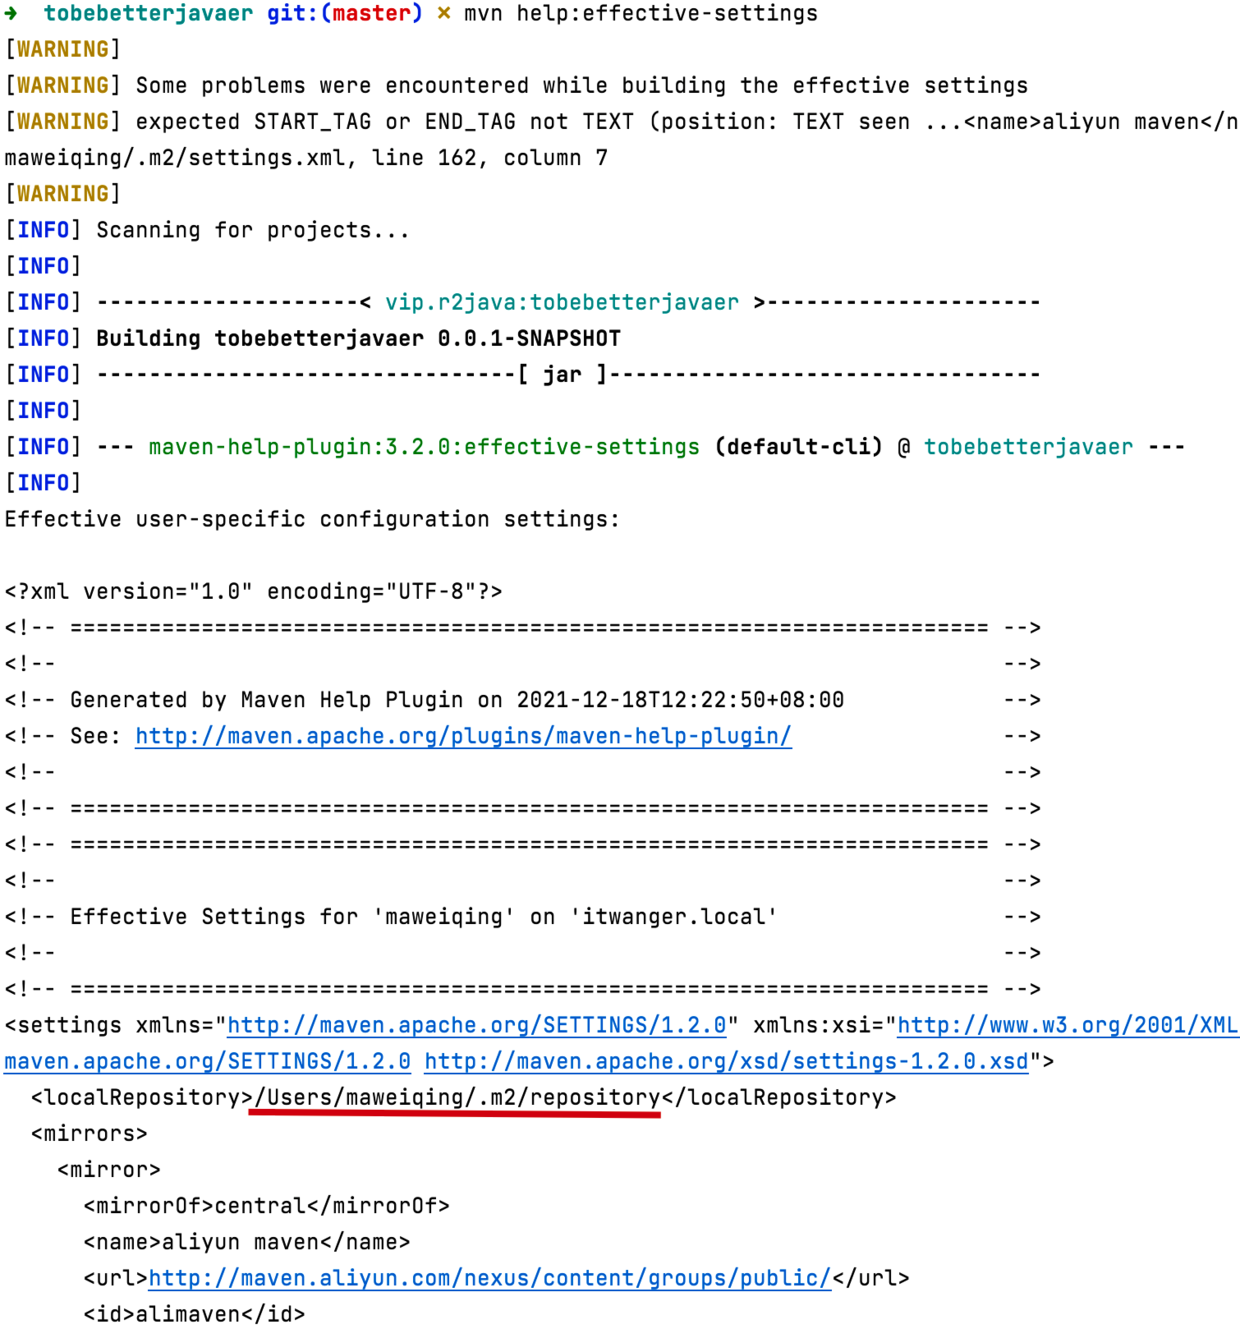 ➜  tobebetterjavaer git:(master) ✗ mvn help:effective-settings
[WARNING]
[WARNING] Some problems were encountered while building the effective settings
[WARNING] expected START_TAG or END_TAG not TEXT (position: TEXT seen ...<name>aliyun maven</n
maweiqing/.m2/settings.xml, line 162, column 7
[WARNING]
[INFO] Scanning for projects...
[INFO]
[INFO] --------------------< vip.r2java:tobebetterjavaer >---------------------
[INFO] Building tobebetterjavaer 0.0.1-SNAPSHOT
[INFO] --------------------------------[ jar ]---------------------------------
[INFO]
[INFO] --- maven-help-plugin:3.2.0:effective-settings (default-cli) @ tobebetterjavaer ---
[INFO]
Effective user-specific configuration settings:
<?xml version="1.0" encoding="UTF-8"?>
<!-- ====================================================================== -->
<!--                                                                        -->
<!-- Generated by Maven Help Plugin on 2021-12-18T12:22:50+08:00            -->
<!-- See: http://maven.apache.org/plugins/maven-help-plugin/                -->
<!--                                                                        -->
<!-- ====================================================================== -->
<!-- ====================================================================== -->
<!--                                                                        -->
<!-- Effective Settings for 'maweiqing' on 'itwanger.local'                 -->
<!--                                                                        -->
<!-- ====================================================================== -->
<settings xmlns="http://maven.apache.org/SETTINGS/1.2.0" xmlns:xsi="http://www.w3.org/2001/XML
maven.apache.org/SETTINGS/1.2.0 http://maven.apache.org/xsd/settings-1.2.0.xsd">
  <localRepository>/Users/maweiqing/.m2/repository</localRepository>
  <mirrors>
    <mirror>
      <mirrorOf>central</mirrorOf>
      <name>aliyun maven</name>
      <url>http://maven.aliyun.com/nexus/content/groups/public/</url>
      <id>alimaven</id>